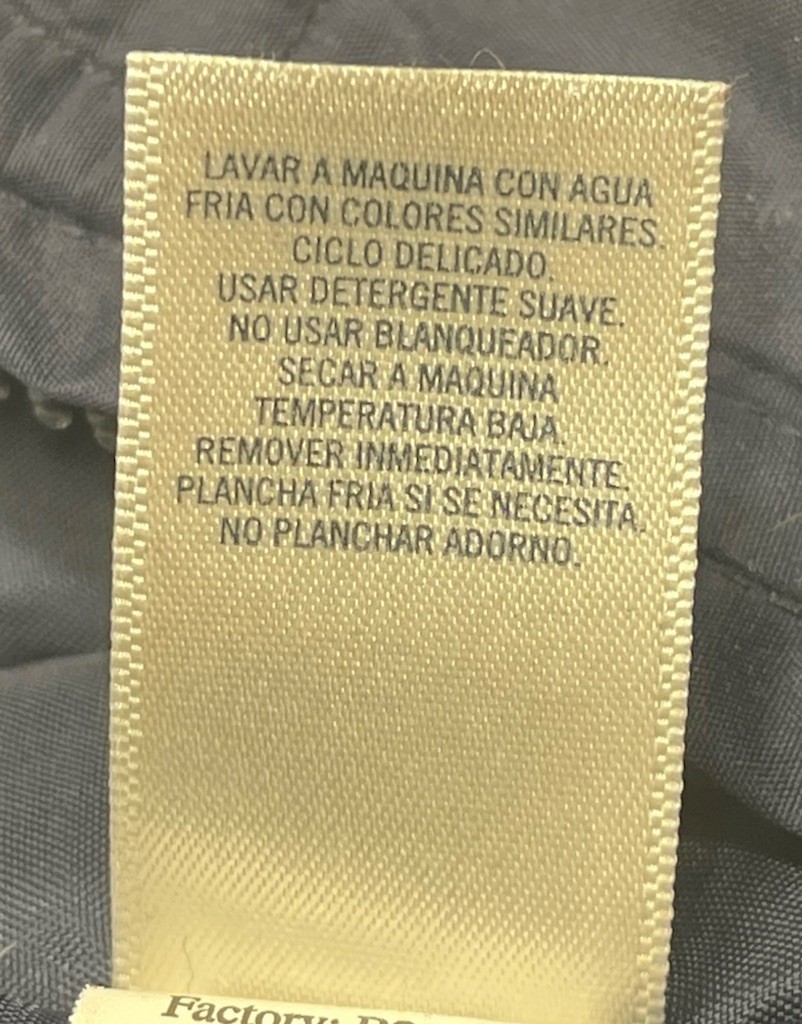 LAVAR A MAQUINA CON AGUA
FRIA CON COLORES SIMILARES.
CICLO DELICADO.
USAR DETERGENTE SUAVE.
NO USAR BLANQUEADOR.
SECAR A MAQUINA
TEMPERATURA BAJA.
REMOVER INMEDIATAMENTE.
PLANCHA FRIA SI SE NECESITA.
NO PLANCHAR ADORNO.
Factory: